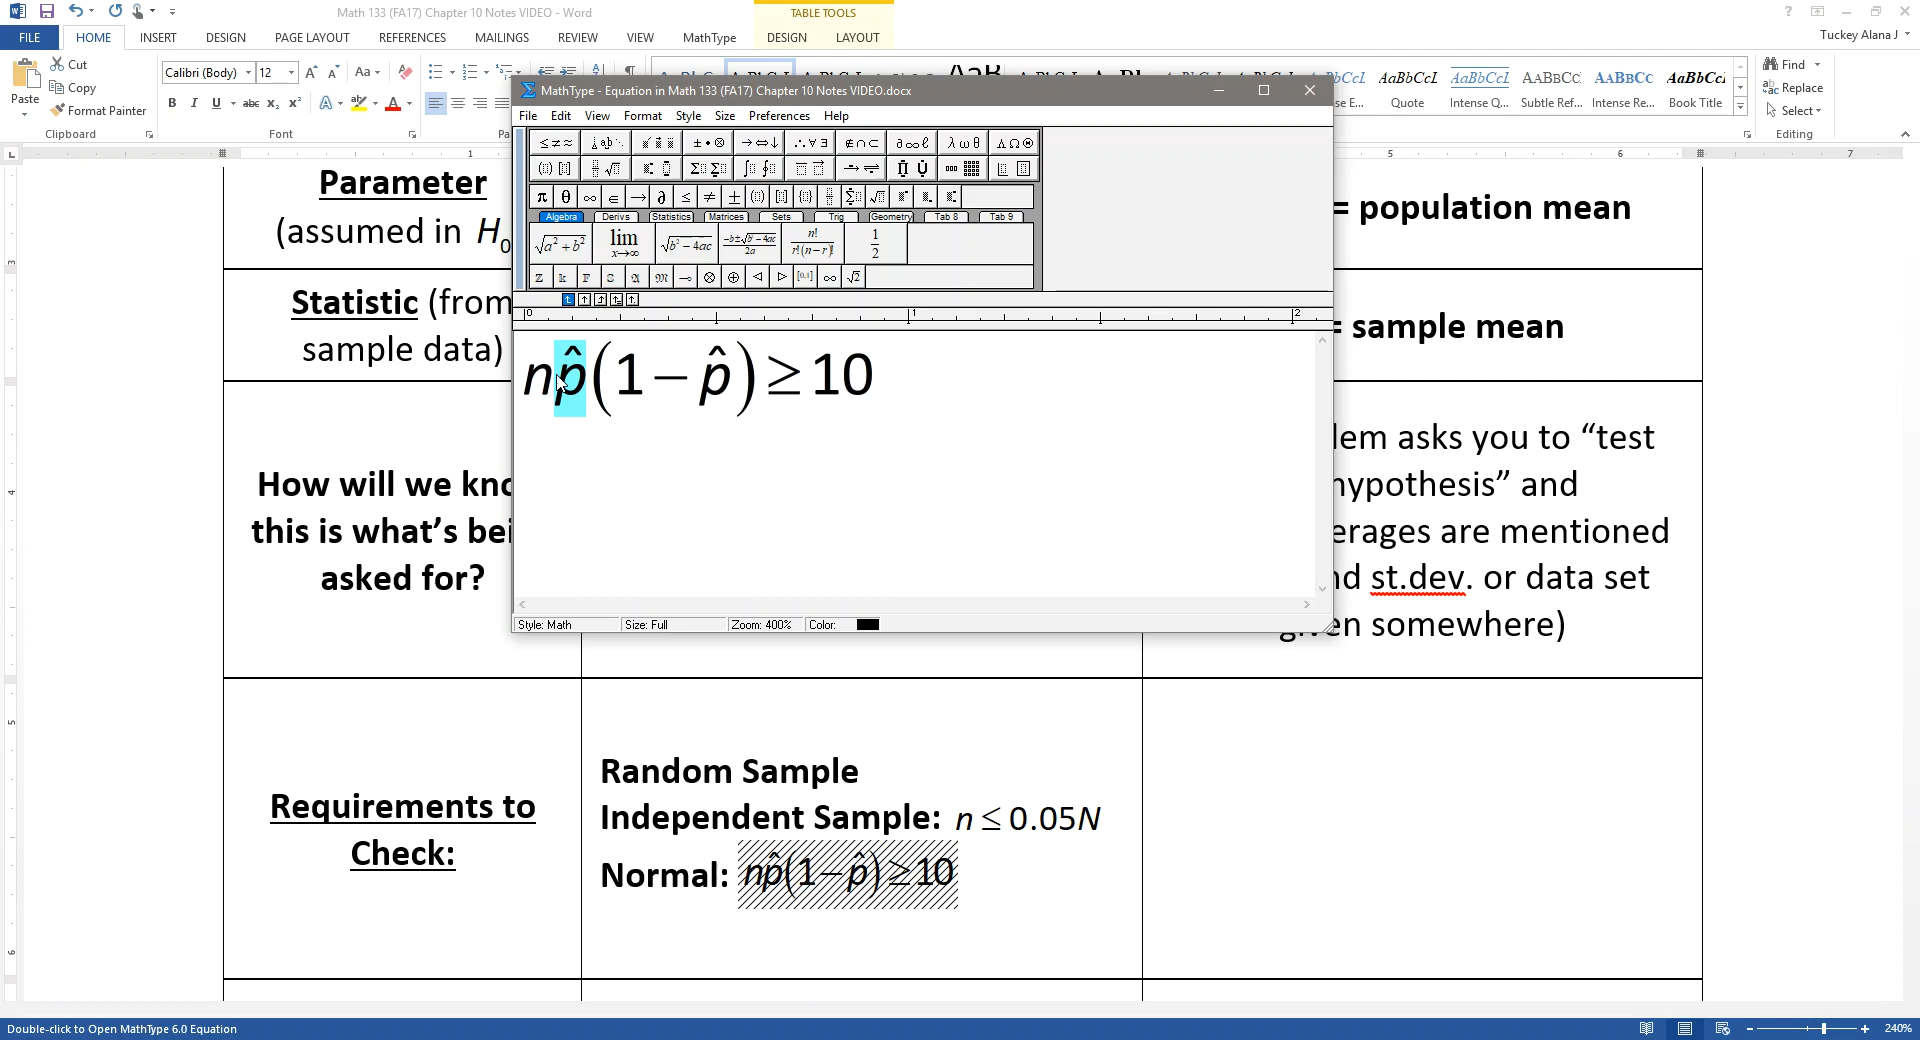 Math 133 (FA17) Chapter 10 Notes VIDEO - Word
TABLE TOOLS
FILE HOME INSERT DESIGN PAGE LAYOUT REFERENCES MAILINGS REVIEW VIEW MathType DESIGN LAYOUT
Tuckey Alana J
Cut
Copy
Format Painter
Paste
Clipboard
Calibri (Body) 12
Font
Quote Intense Q... Subtle Ref... Intense Re... Book Title
Find
Replace
Select
Editing
MathType - Equation in Math 133 (FA17) Chapter 10 Notes VIDEO.docx
File Edit View Format Style Size Preferences Help
Algebra Derivs Statistics Matrices Sets Trig Geometry Tab 8 Tab 9
np̂(1−p̂)≥10
Style: Math Size: Full Zoom: 400% Color:
Parameter
(assumed in H₀
= population mean
Statistic (from
sample data)
= sample mean
How will we kno
this is what's bei
asked for?
lem asks you to “test
hypothesis” and
erages are mentioned
nd st.dev. or data set
given somewhere)
Requirements to
Check:
Random Sample
Independent Sample: n ≤ 0.05N
Normal: np̂(1−p̂)≥10
Double-click to Open MathType 6.0 Equation
240%